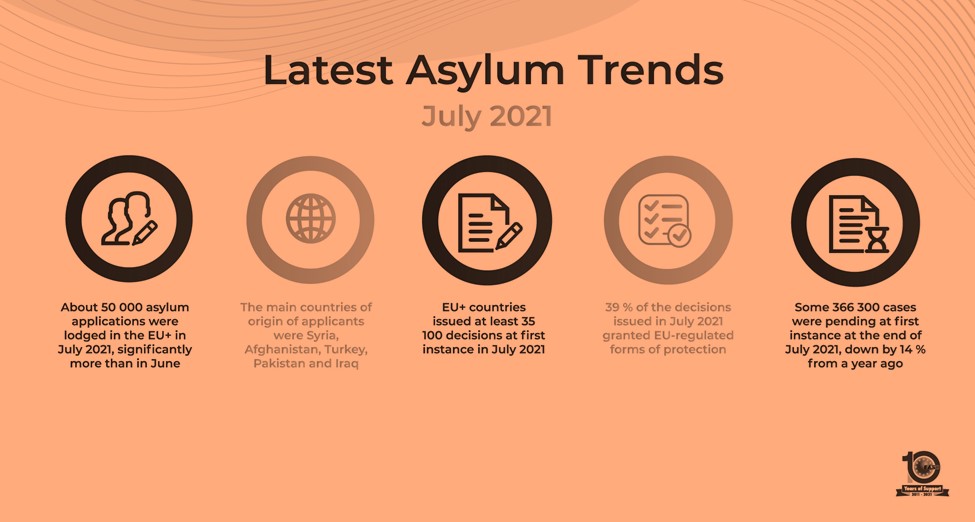 Latest Asylum Trends
July 2021
About 50 000 asylum
applications were
lodged in the EU+ in
July 2021, significantly
more than in June
The main countries of
origin of applicants
were Syria,
Afghanistan, Turkey,
Pakistan and Iraq
EU+ countries
issued at least 35
100 decisions at first
instance in July 2021
39 % of the decisions
issued in July 2021
granted EU-regulated
forms of protection
Some 366 300 cases
were pending at first
instance at the end of
July 2021, down by 14 %
from a year ago
10
Years of Support
2011 - 2021